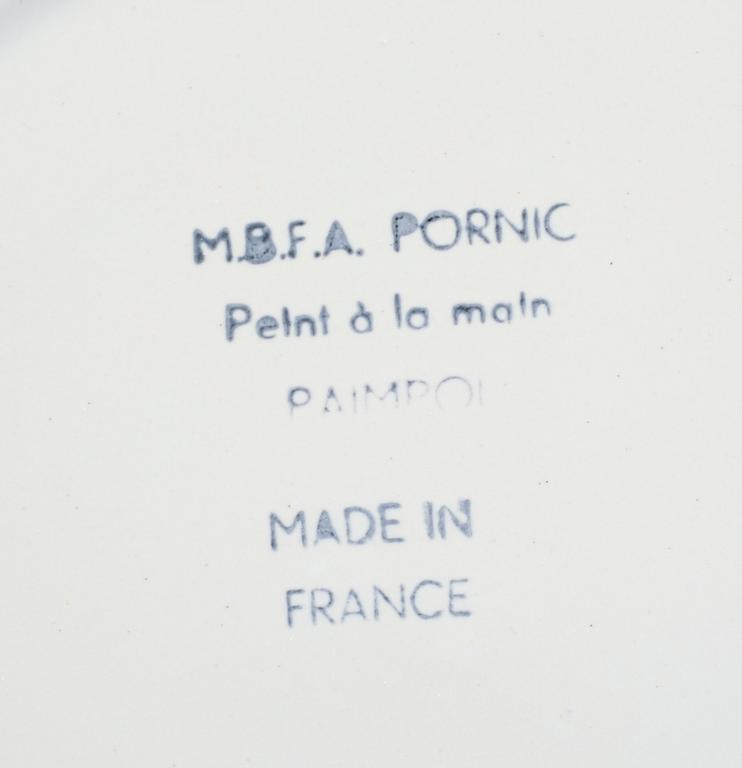 M.B.F.A. PORNIC
Peint à la main
PAIMPOL
MADE IN
FRANCE